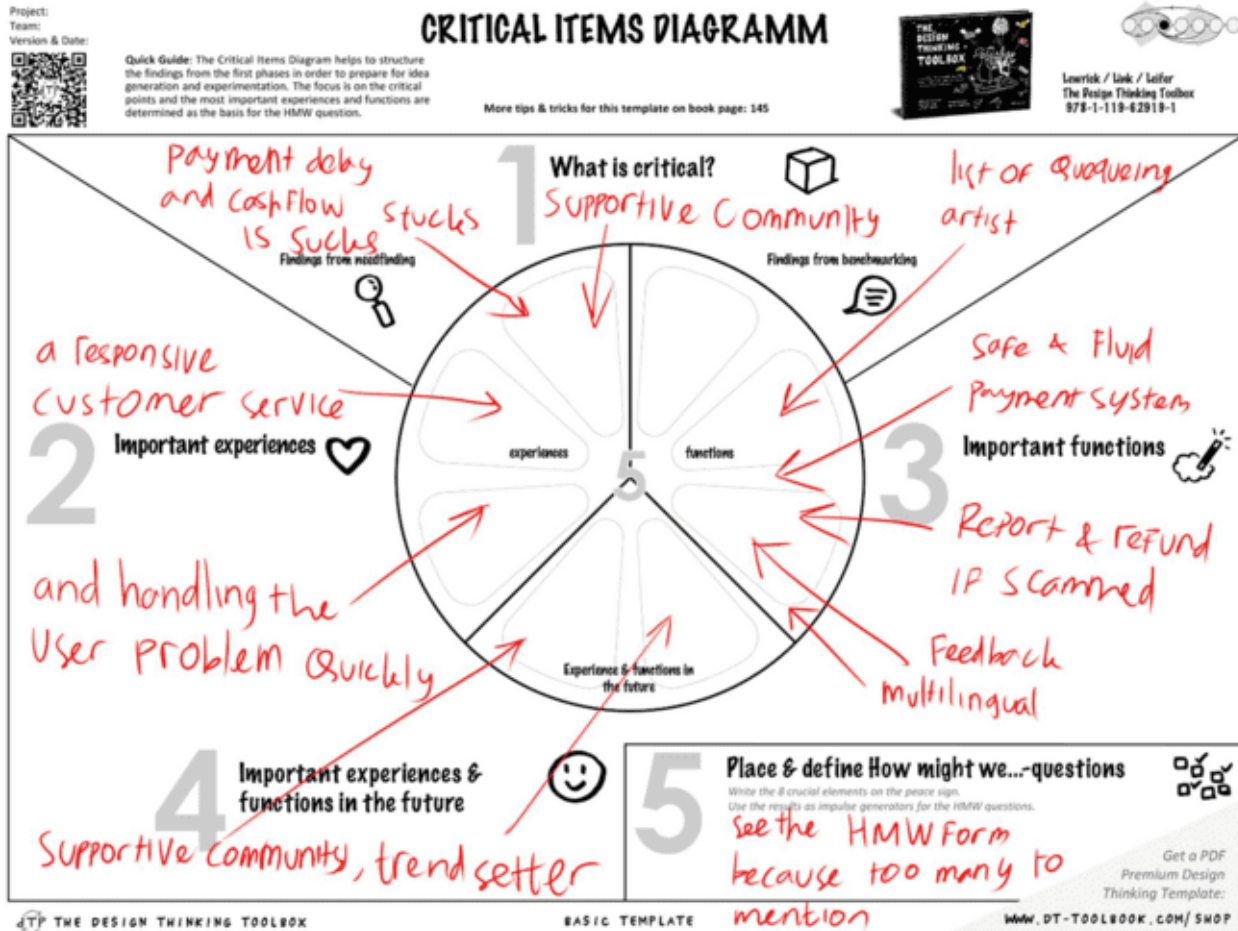 Project:
Team:
Version & Date:
CRITICAL ITEMS DIAGRAMM
Quick Guide: The Critical Items Diagram helps to structure
the findings from the first phases in order to prepare for idea
generation and experimentation. The focus is on the critical
points and the most important experiences and functions are
determined as the basis for the HMW question.
More tips & tricks for this template on book page: 145
THE
DESIGN
THINKING
TOOLBOX
Lewrick / Link / Leifer
The Design Thinking Toolbox
978-1-119-62919-1
1
What is critical?
Payment delay
and cashflow stucks
is sucks
Supportive Community
list of Queueing
artist
Findings from needfinding
Findings from benchmarking
a responsive
customer service
2
Important experiences
and handling the
user problem Quickly
experiences
functions
5
Experience & functions in
the future
Safe & Fluid
Payment system
3
Important functions
Report & refund
if Scammed
Feedback
multilingual
4
Important experiences &
functions in the future
Supportive community, trend setter
5
Place & define How might we...-questions
Write the 8 crucial elements on the peace sign.
Use the results as impulse generators for the HMW questions.
See the HMW Form
because too many to
mention
Get a PDF
Premium Design
Thinking Template:
DTP THE DESIGN THINKING TOOLBOX
BASIC TEMPLATE
WWW.DT-TOOLBOOK.COM/SHOP